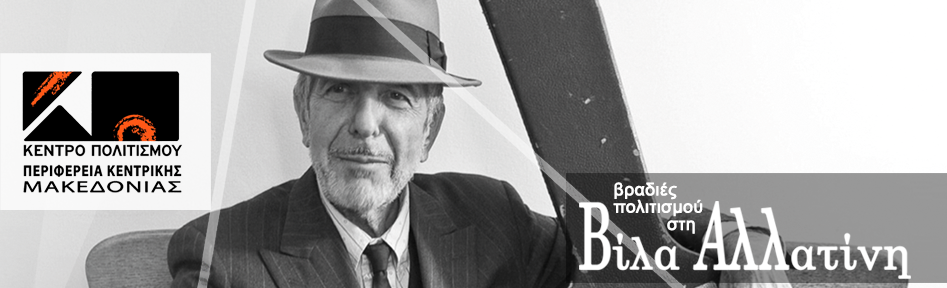 ΚΕΝΤΡΟ ΠΟΛΙΤΙΣΜΟΥ
ΠΕΡΙΦΕΡΕΙΑ ΚΕΝΤΡΙΚΗΣ
ΜΑΚΕΔΟΝΙΑΣ
βραδιές
πολιτισμού
στη
Βίλα Αλλατίνη